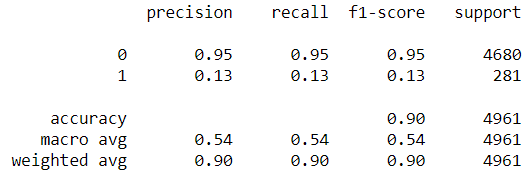 precision recall f1-score support
0 0.95 0.95 0.95 4680
1 0.13 0.13 0.13 281
accuracy 0.90 4961
macro avg 0.54 0.54 0.54 4961
weighted avg 0.90 0.90 0.90 4961